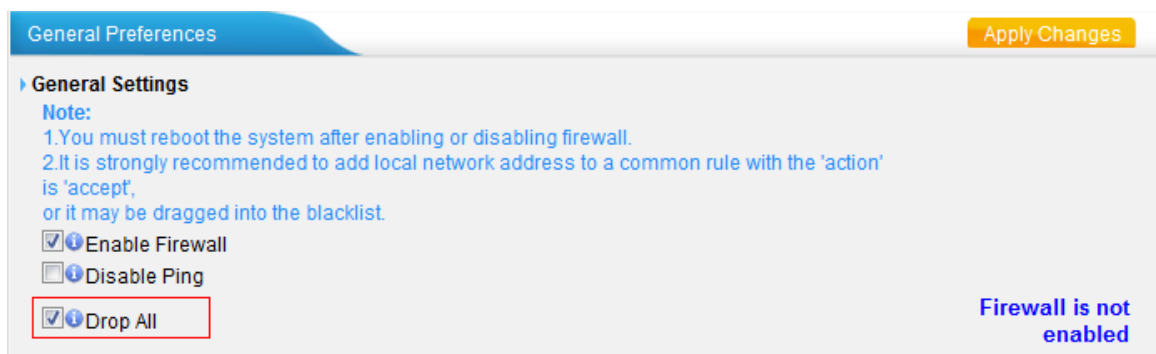 General Preferences
Apply Changes
General Settings
Note:
1.You must reboot the system after enabling or disabling firewall.
2.It is strongly recommended to add local network address to a common rule with the 'action'
is 'accept',
or it may be dragged into the blacklist.
Enable Firewall
Disable Ping
Drop All
Firewall is not
enabled